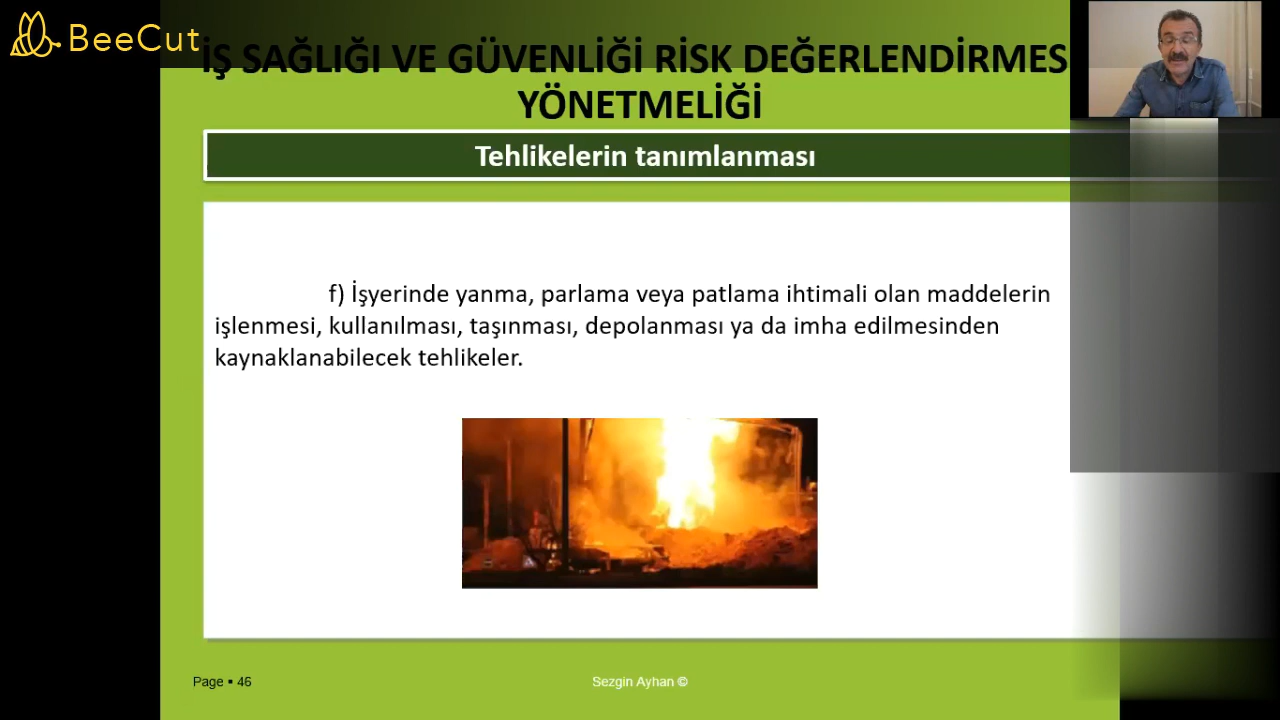 BeeCut
İŞ SAĞLIĞI VE GÜVENLİĞİ RİSK DEĞERLENDİRMES
YÖNETMELİĞİ
Tehlikelerin tanımlanması
f) İşyerinde yanma, parlama veya patlama ihtimali olan maddelerin
işlenmesi, kullanılması, taşınması, depolanması ya da imha edilmesinden
kaynaklanabilecek tehlikeler.
Page ▪ 46
Sezgin Ayhan ©